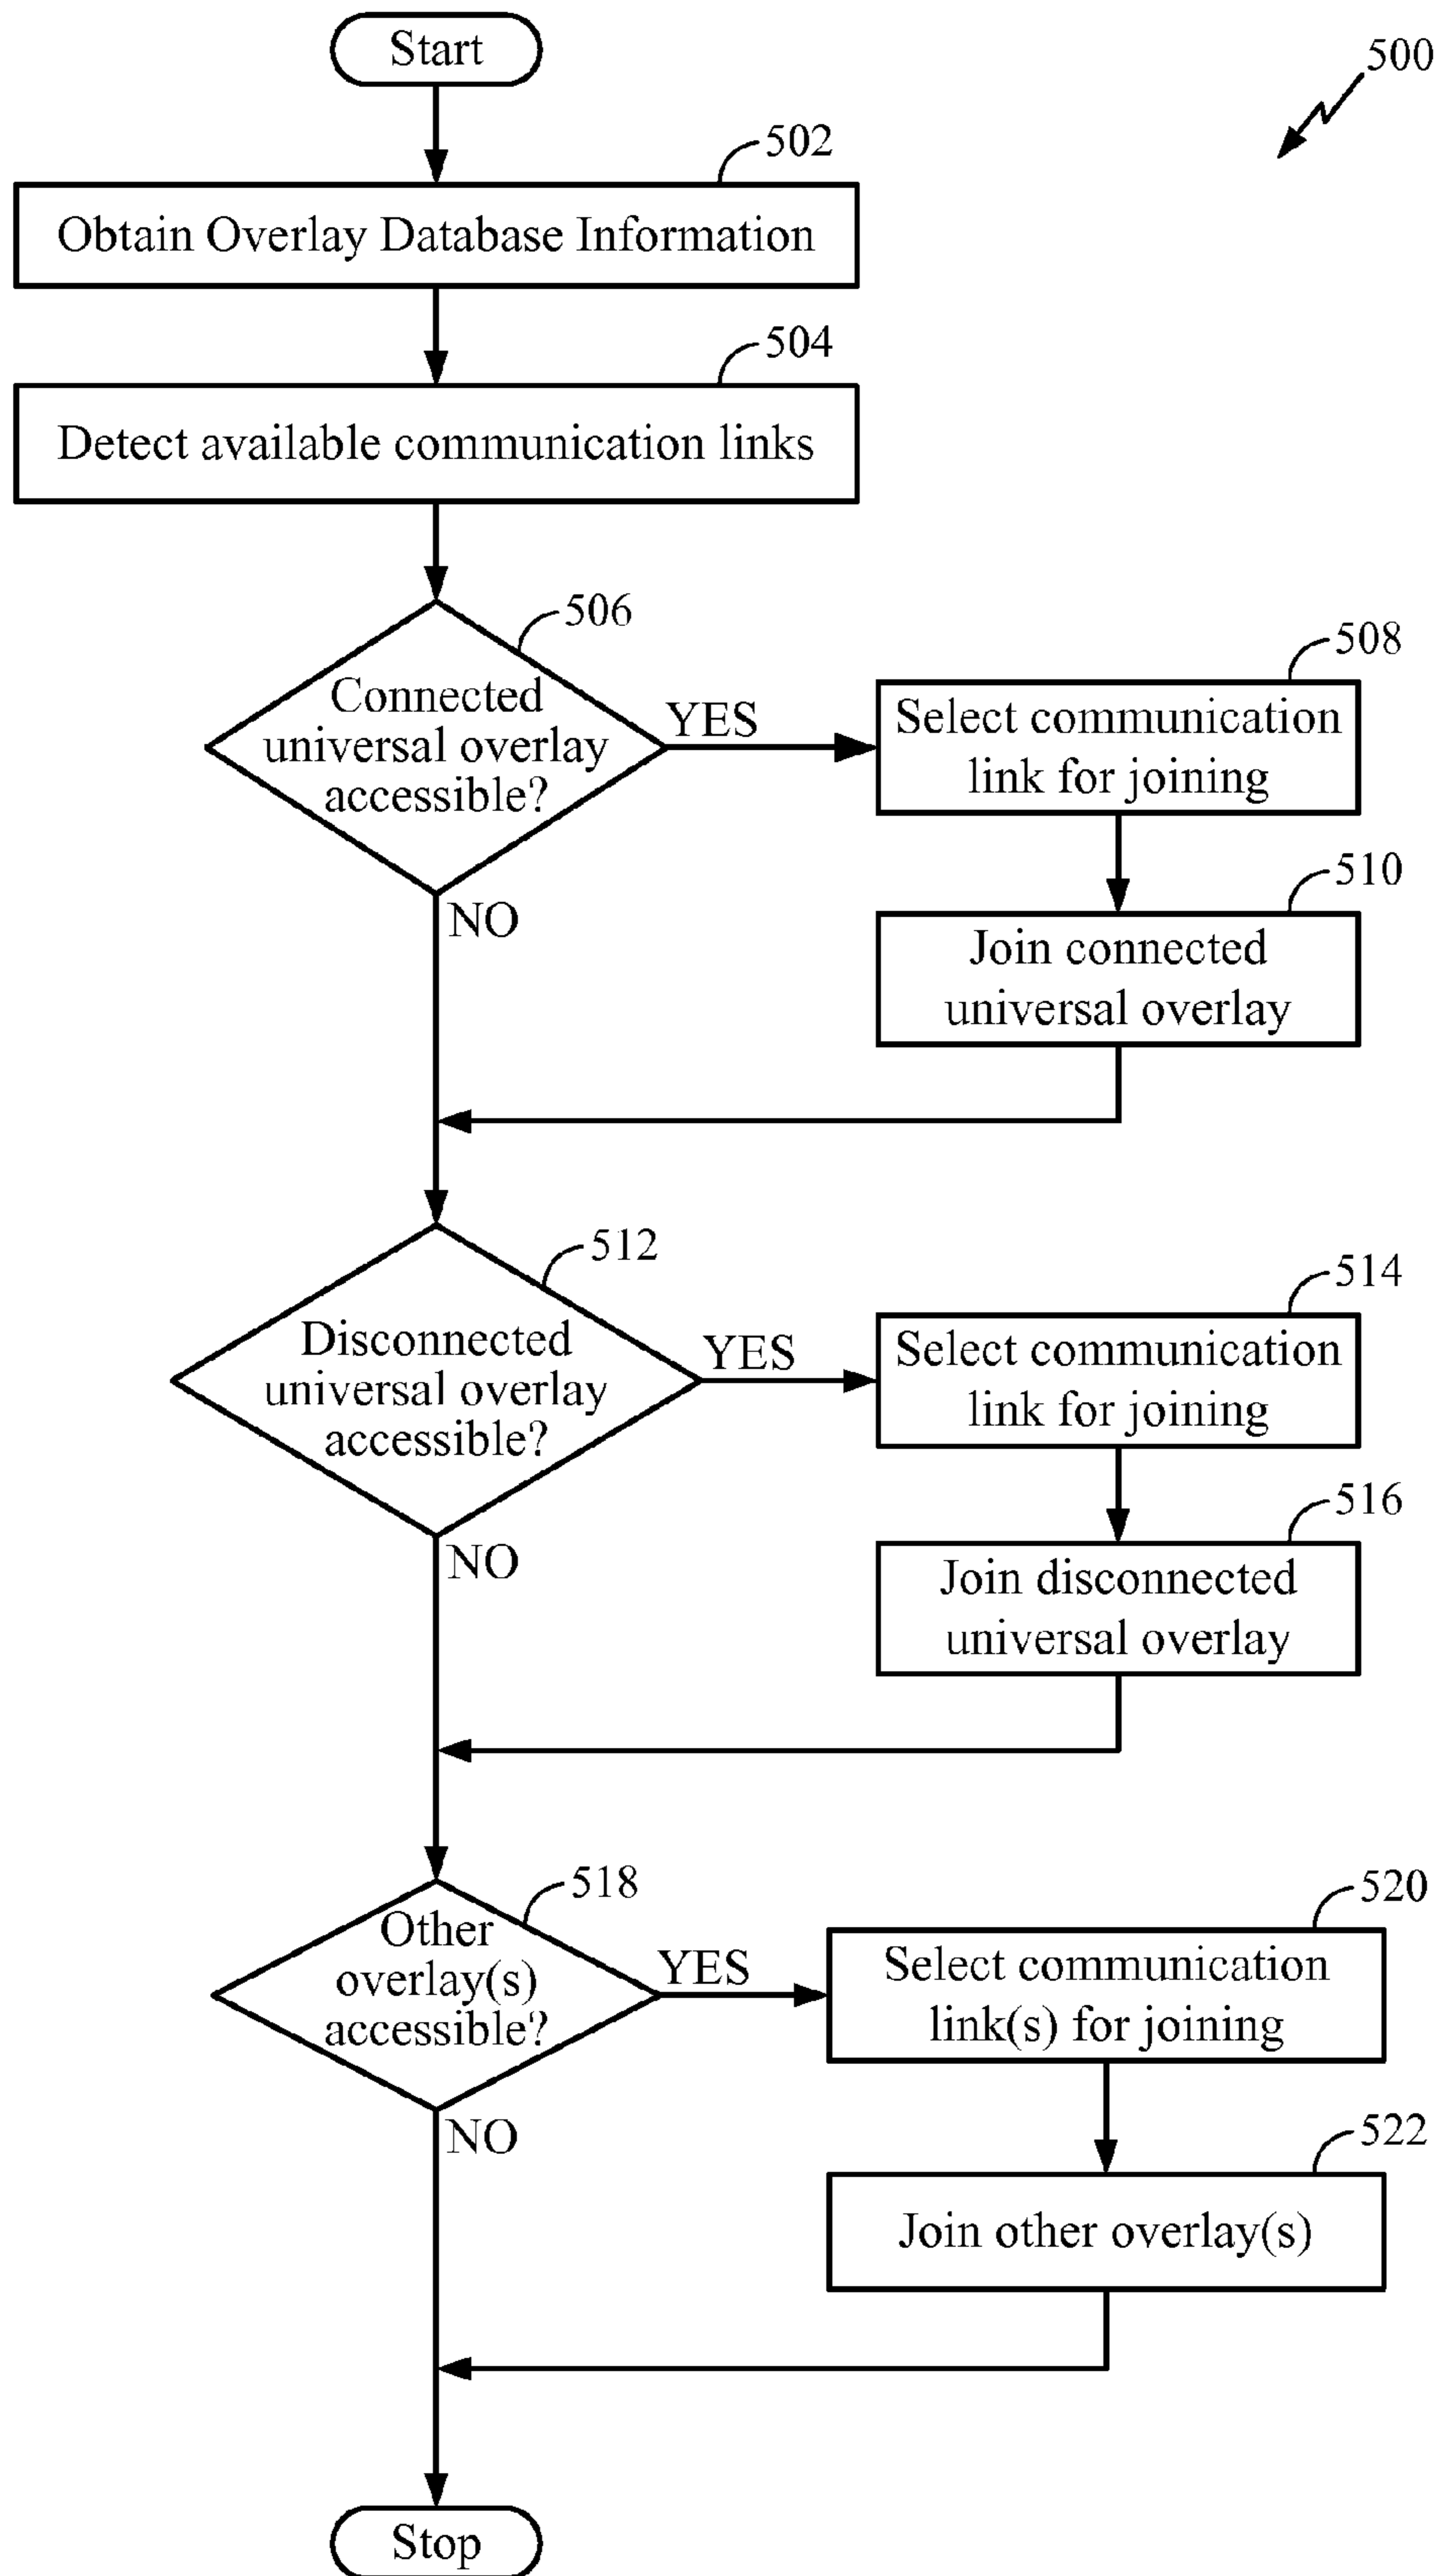 Start
500
502
Obtain Overlay Database Information
504
Detect available communication links
506
Connected
universal overlay
accessible?
YES
NO
508
Select communication
link for joining
510
Join connected
universal overlay
512
Disconnected
universal overlay
accessible?
YES
NO
514
Select communication
link for joining
516
Join disconnected
universal overlay
518
Other
overlay(s)
accessible?
YES
NO
520
Select communication
link(s) for joining
522
Join other overlay(s)
Stop